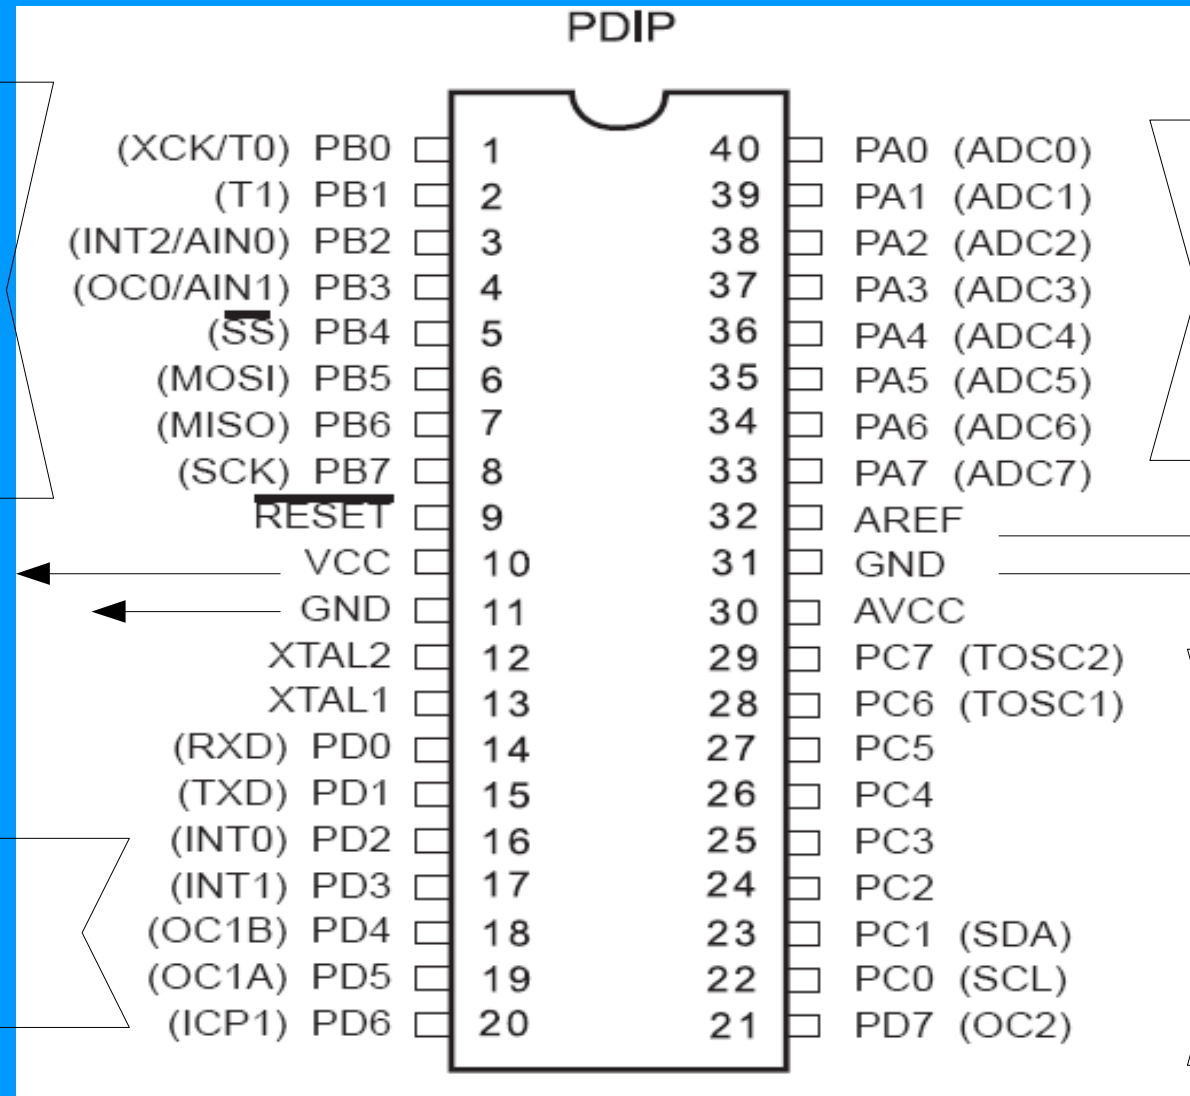 PDIP
(XCK/T0) PB0 1 40 PA0 (ADC0)
(T1) PB1 2 39 PA1 (ADC1)
(INT2/AIN0) PB2 3 38 PA2 (ADC2)
(OC0/AIN1) PB3 4 37 PA3 (ADC3)
(SS) PB4 5 36 PA4 (ADC4)
(MOSI) PB5 6 35 PA5 (ADC5)
(MISO) PB6 7 34 PA6 (ADC6)
(SCK) PB7 8 33 PA7 (ADC7)
RESET 9 32 AREF
VCC 10 31 GND
GND 11 30 AVCC
XTAL2 12 29 PC7 (TOSC2)
XTAL1 13 28 PC6 (TOSC1)
(RXD) PD0 14 27 PC5
(TXD) PD1 15 26 PC4
(INT0) PD2 16 25 PC3
(INT1) PD3 17 24 PC2
(OC1B) PD4 18 23 PC1 (SDA)
(OC1A) PD5 19 22 PC0 (SCL)
(ICP1) PD6 20 21 PD7 (OC2)